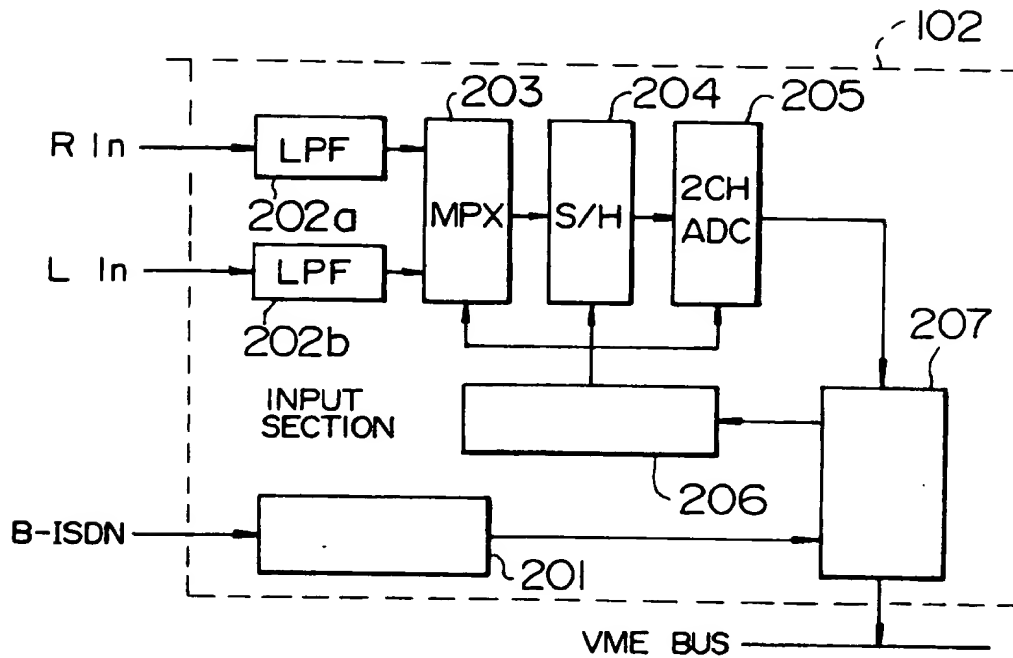 102
203
204
205
R In
LPF
202a
MPX
S/H
2CH
ADC
L In
LPF
202b
207
INPUT
SECTION
206
B-ISDN
201
VME BUS